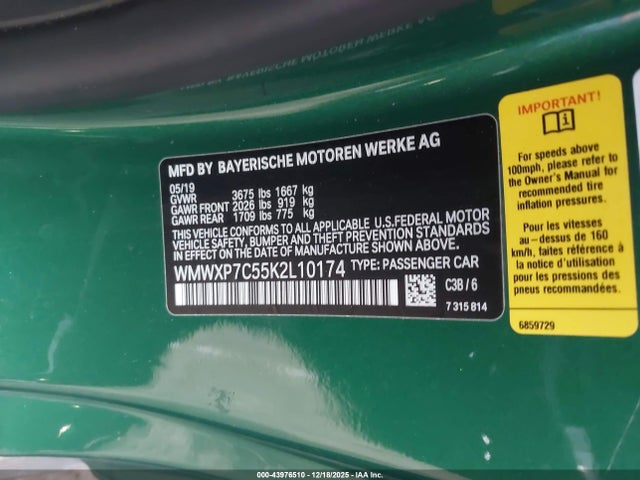 MFD BY BAYERISCHE MOTOREN WERKE AG
05/19
GVWR 3675 lbs 1667 kg
GAWR FRONT 2026 lbs 919 kg
GAWR REAR 1709 lbs 775 kg
THIS VEHICLE CONFORMS TO ALL APPLICABLE U.S.FEDERAL MOTOR
VEHICLE SAFETY, BUMPER AND THEFT PREVENTION STANDARDS
IN EFFECT ON THE DATE OF MANUFACTURE SHOWN ABOVE.
WMWXP7C55K2L10174 TYPE: PASSENGER CAR
C3B / 6
7 315 814
IMPORTANT!
For speeds above
100mph, please refer to
the Owner's Manual for
recommended tire
inflation pressures.
Pour les vitesses
au-dessus de 160
km/h, faites référence à
la notice d'utilisation
pour les pressions des
pneus recommandées.
6859729
00-43976510 - 12/18/2025 - IAA Inc.